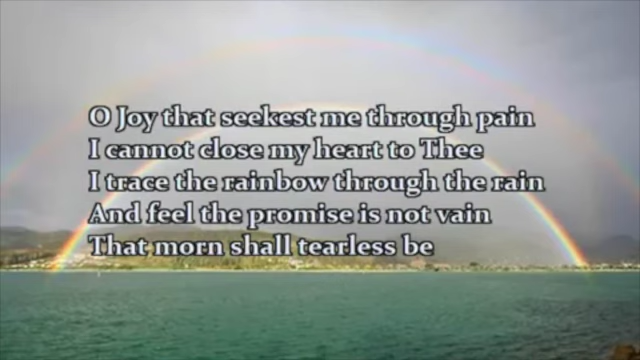 O Joy that seekest me through pain
I cannot close my heart to Thee
I trace the rainbow through the rain
And feel the promise is not vain
That morn shall tearless be